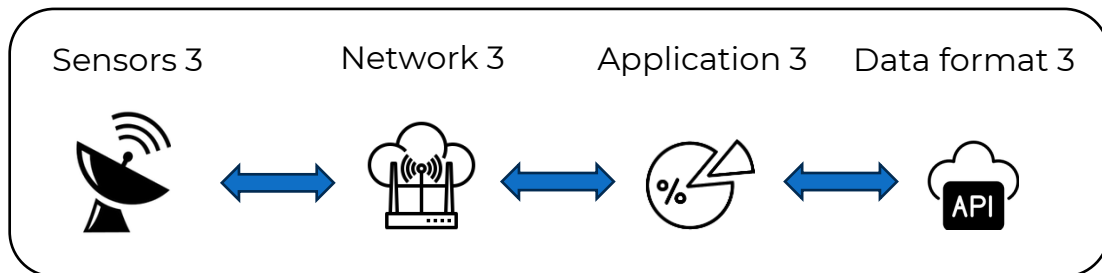 Sensors 3
Network 3
Application 3
Data format 3
%
API